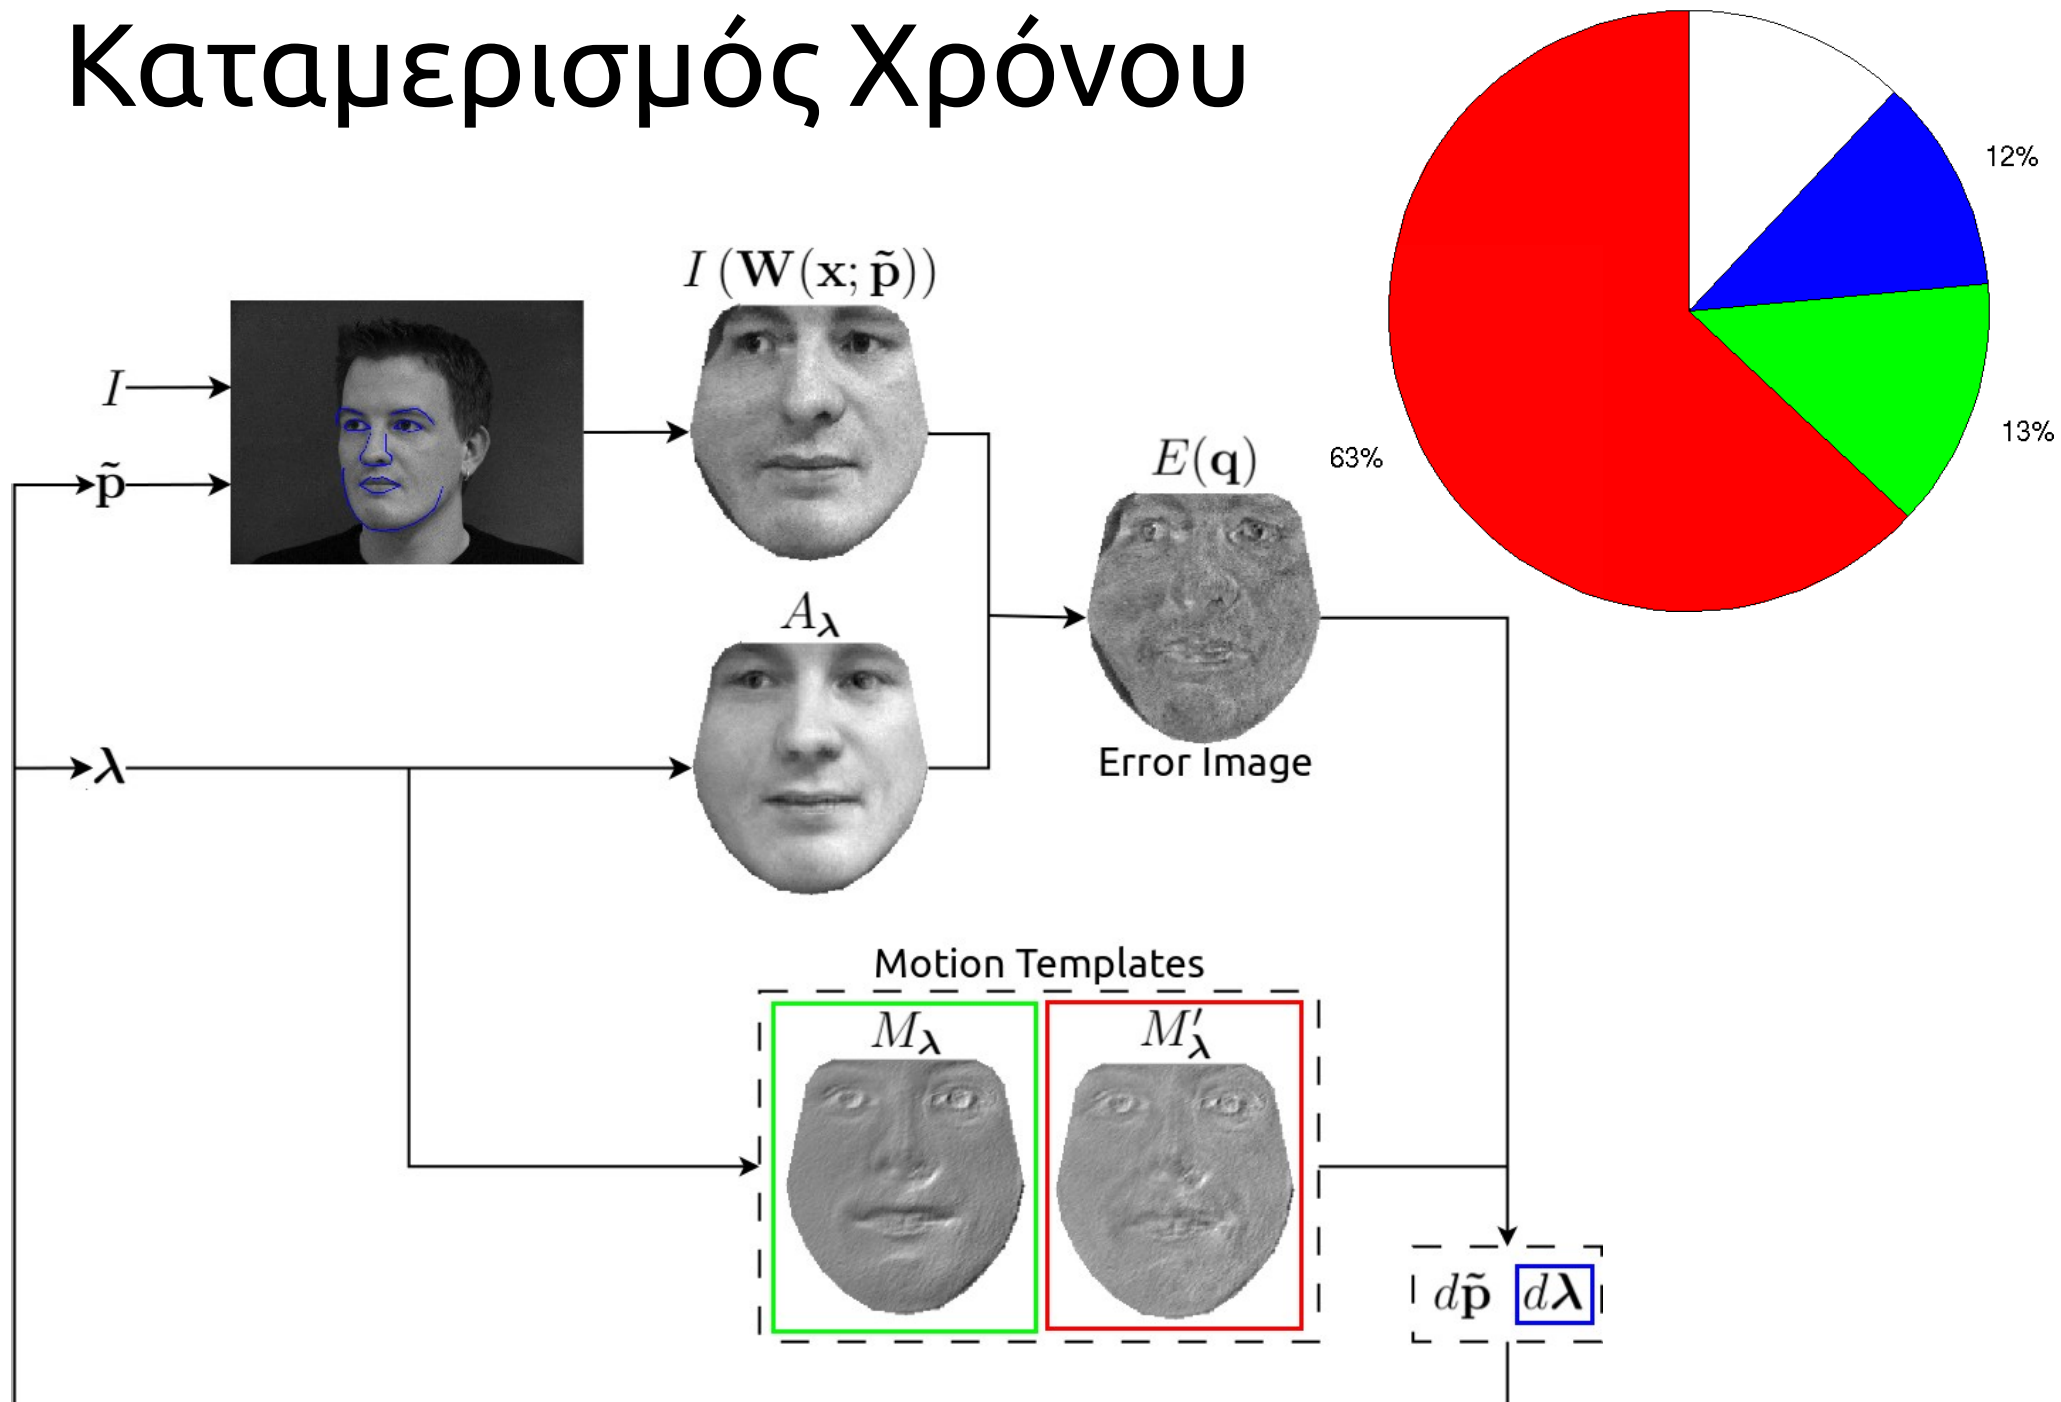 Καταμερισμός Χρόνου
12%
13%
63%
I (W(x; p̃))
I
p̃
E(q)
A_λ
Error Image
λ
Motion Templates
M_λ
M′_λ
dp̃
dλ